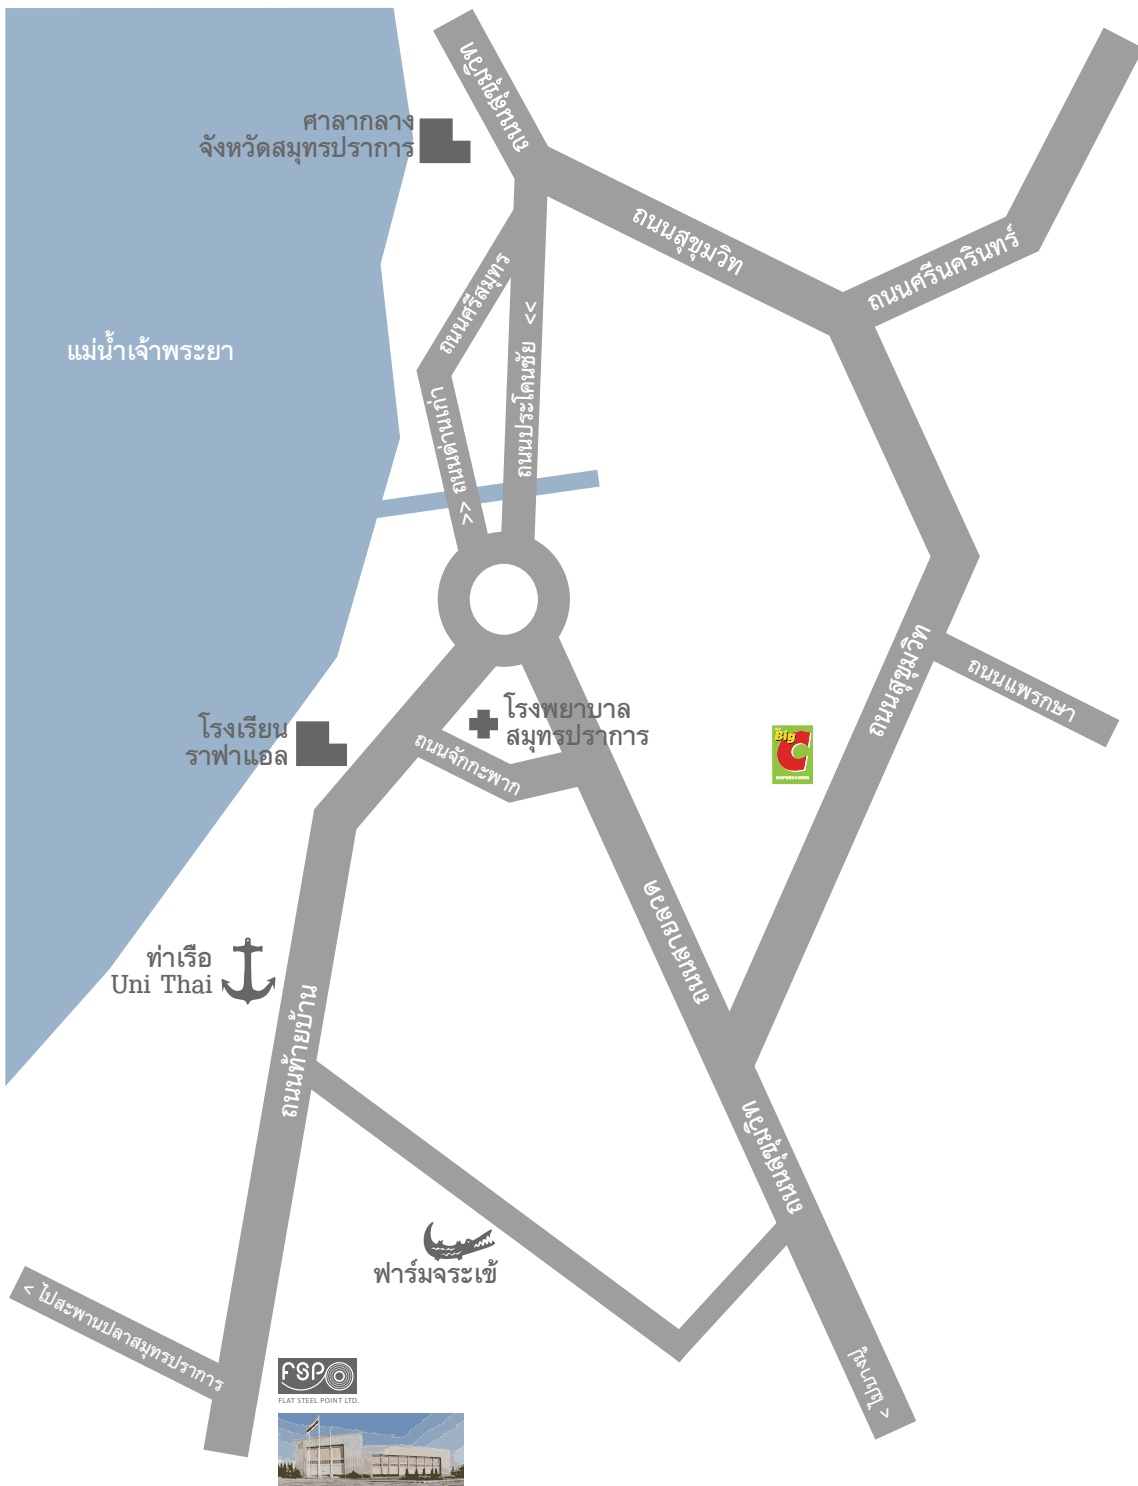 ถนนสุขุมวิท
ศาลากลาง
จังหวัดสมุทรปราการ
ถนนสุขุมวิท
ถนนศรีนครินทร์
ถนนศรีสมุทร
แม่น้ำเจ้าพระยา
ถนนประโคนชัย >>
>> ถนนด่านเก่า
ถนนสุขุมวิท
ถนนแพรกษา
โรงพยาบาล
สมุทรปราการ
โรงเรียน
ราฟาแอล
ถนนจักกะพาก
Big
C
SUPERCENTER
ถนนสายลวด
ท่าเรือ
Uni Thai
ถนนท้ายบ้าน
ถนนสุขุมวิท
ฟาร์มจระเข้
< ไปสะพานปลาสมุทรปราการ
< ไปบางปู
FSP
FLAT STEEL POINT LTD.